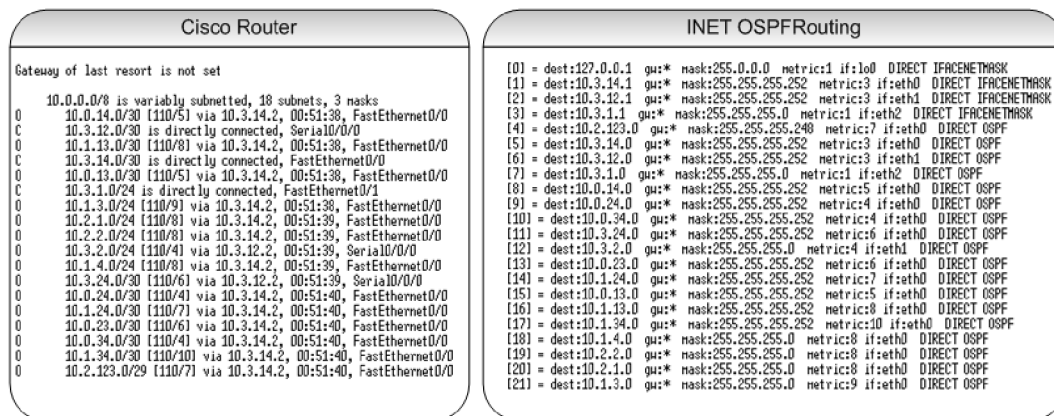 Cisco Router
Gateway of last resort is not set
10.0.0.0/8 is variably subnetted, 18 subnets, 3 masks
O 10.0.14.0/30 [110/5] via 10.3.14.2, 00:51:38, FastEthernet0/0
C 10.3.12.0/30 is directly connected, Serial0/0/0
O 10.1.13.0/30 [110/8] via 10.3.14.2, 00:51:38, FastEthernet0/0
C 10.3.14.0/30 is directly connected, FastEthernet0/0
O 10.0.13.0/30 [110/5] via 10.3.14.2, 00:51:38, FastEthernet0/0
C 10.3.1.0/24 is directly connected, FastEthernet0/1
O 10.1.3.0/24 [110/9] via 10.3.14.2, 00:51:38, FastEthernet0/0
O 10.2.1.0/24 [110/8] via 10.3.14.2, 00:51:39, FastEthernet0/0
O 10.2.2.0/24 [110/8] via 10.3.14.2, 00:51:39, FastEthernet0/0
O 10.3.2.0/24 [110/4] via 10.3.12.2, 00:51:39, Serial0/0/0
O 10.1.4.0/24 [110/8] via 10.3.14.2, 00:51:39, FastEthernet0/0
O 10.3.24.0/30 [110/6] via 10.3.12.2, 00:51:39, Serial0/0/0
O 10.0.24.0/30 [110/4] via 10.3.14.2, 00:51:40, FastEthernet0/0
O 10.1.24.0/30 [110/7] via 10.3.14.2, 00:51:40, FastEthernet0/0
O 10.0.23.0/30 [110/6] via 10.3.14.2, 00:51:40, FastEthernet0/0
O 10.0.34.0/30 [110/4] via 10.3.14.2, 00:51:40, FastEthernet0/0
O 10.1.34.0/30 [110/10] via 10.3.14.2, 00:51:40, FastEthernet0/0
O 10.2.123.0/29 [110/7] via 10.3.14.2, 00:51:40, FastEthernet0/0
INET OSPFRouting
[0] = dest:127.0.0.1 gw:* mask:255.0.0.0 metric:1 if:lo0 DIRECT IFACENETMASK
[1] = dest:10.3.14.1 gw:* mask:255.255.255.252 metric:3 if:eth0 DIRECT IFACENETMASK
[2] = dest:10.3.12.1 gw:* mask:255.255.255.252 metric:3 if:eth1 DIRECT IFACENETMASK
[3] = dest:10.3.1.1 gw:* mask:255.255.255.0 metric:1 if:eth2 DIRECT IFACENETMASK
[4] = dest:10.2.123.0 gw:* mask:255.255.255.248 metric:7 if:eth0 DIRECT OSPF
[5] = dest:10.3.14.0 gw:* mask:255.255.255.252 metric:3 if:eth0 DIRECT OSPF
[6] = dest:10.3.12.0 gw:* mask:255.255.255.252 metric:3 if:eth1 DIRECT OSPF
[7] = dest:10.3.1.0 gw:* mask:255.255.255.0 metric:1 if:eth2 DIRECT OSPF
[8] = dest:10.0.14.0 gw:* mask:255.255.255.252 metric:5 if:eth0 DIRECT OSPF
[9] = dest:10.0.24.0 gw:* mask:255.255.255.252 metric:4 if:eth0 DIRECT OSPF
[10] = dest:10.0.34.0 gw:* mask:255.255.255.252 metric:4 if:eth0 DIRECT OSPF
[11] = dest:10.3.24.0 gw:* mask:255.255.255.252 metric:6 if:eth1 DIRECT OSPF
[12] = dest:10.3.2.0 gw:* mask:255.255.255.0 metric:4 if:eth1 DIRECT OSPF
[13] = dest:10.0.23.0 gw:* mask:255.255.255.252 metric:6 if:eth0 DIRECT OSPF
[14] = dest:10.1.24.0 gw:* mask:255.255.255.252 metric:7 if:eth0 DIRECT OSPF
[15] = dest:10.0.13.0 gw:* mask:255.255.255.252 metric:5 if:eth0 DIRECT OSPF
[16] = dest:10.1.13.0 gw:* mask:255.255.255.252 metric:8 if:eth0 DIRECT OSPF
[17] = dest:10.1.34.0 gw:* mask:255.255.255.252 metric:10 if:eth0 DIRECT OSPF
[18] = dest:10.1.4.0 gw:* mask:255.255.255.0 metric:8 if:eth0 DIRECT OSPF
[19] = dest:10.2.2.0 gw:* mask:255.255.255.0 metric:8 if:eth0 DIRECT OSPF
[20] = dest:10.2.1.0 gw:* mask:255.255.255.0 metric:8 if:eth0 DIRECT OSPF
[21] = dest:10.1.3.0 gw:* mask:255.255.255.0 metric:9 if:eth0 DIRECT OSPF